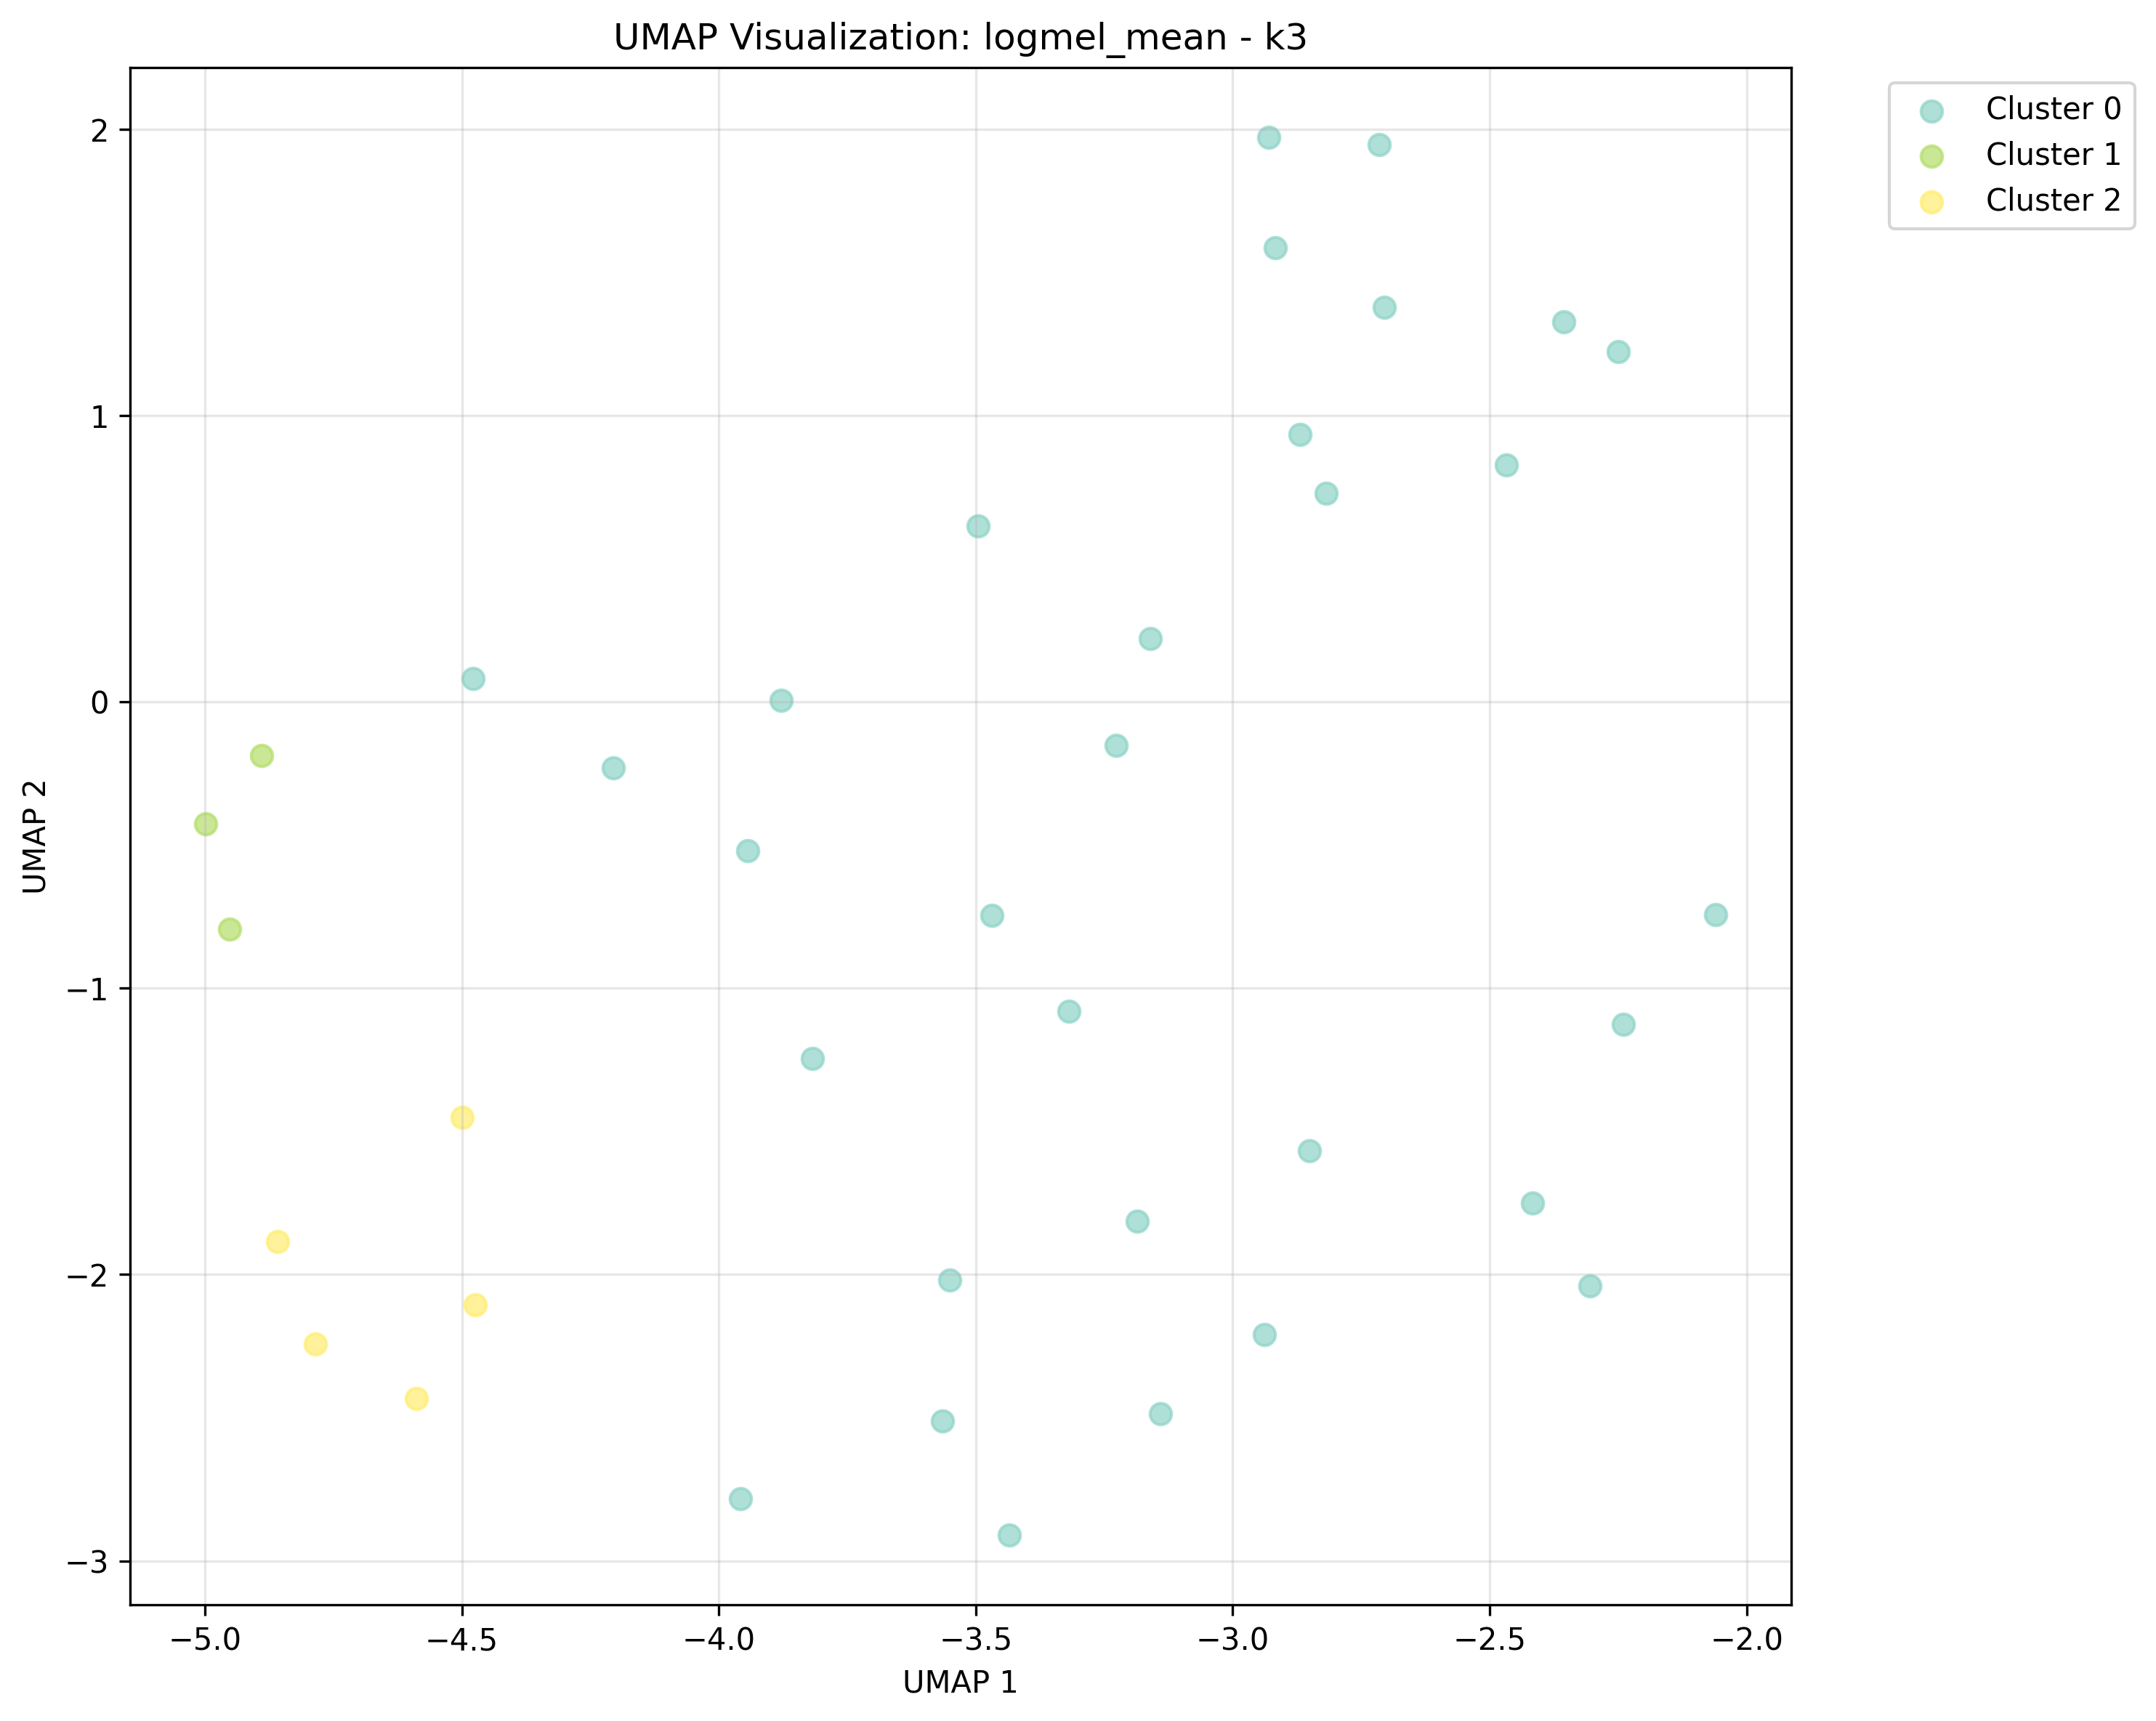 UMAP Visualization: logmel_mean - k3
Cluster 0
Cluster 1
Cluster 2
2
1
0
−1
−2
−3
UMAP 2
−5.0
−4.5
−4.0
−3.5
−3.0
−2.5
−2.0
UMAP 1